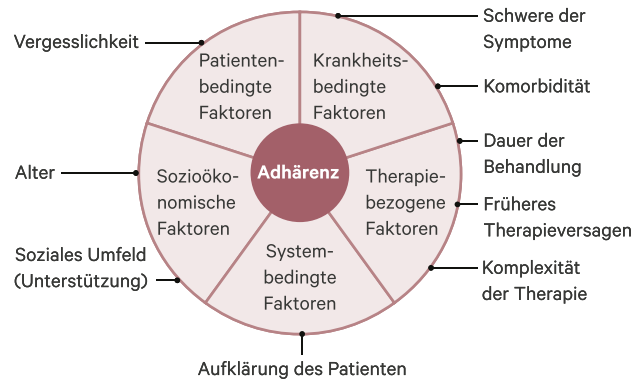 Schwere der
Symptome
Vergesslichkeit
Patienten-
bedingte
Faktoren
Krankheits-
bedingte
Faktoren
Komorbidität
Dauer der
Behandlung
Alter
Sozioöko-
nomische
Faktoren
Adhärenz
Therapie-
bezogene
Faktoren
Früheres
Therapieversagen
Soziales Umfeld
(Unterstützung)
System-
bedingte
Faktoren
Komplexität
der Therapie
Aufklärung des Patienten